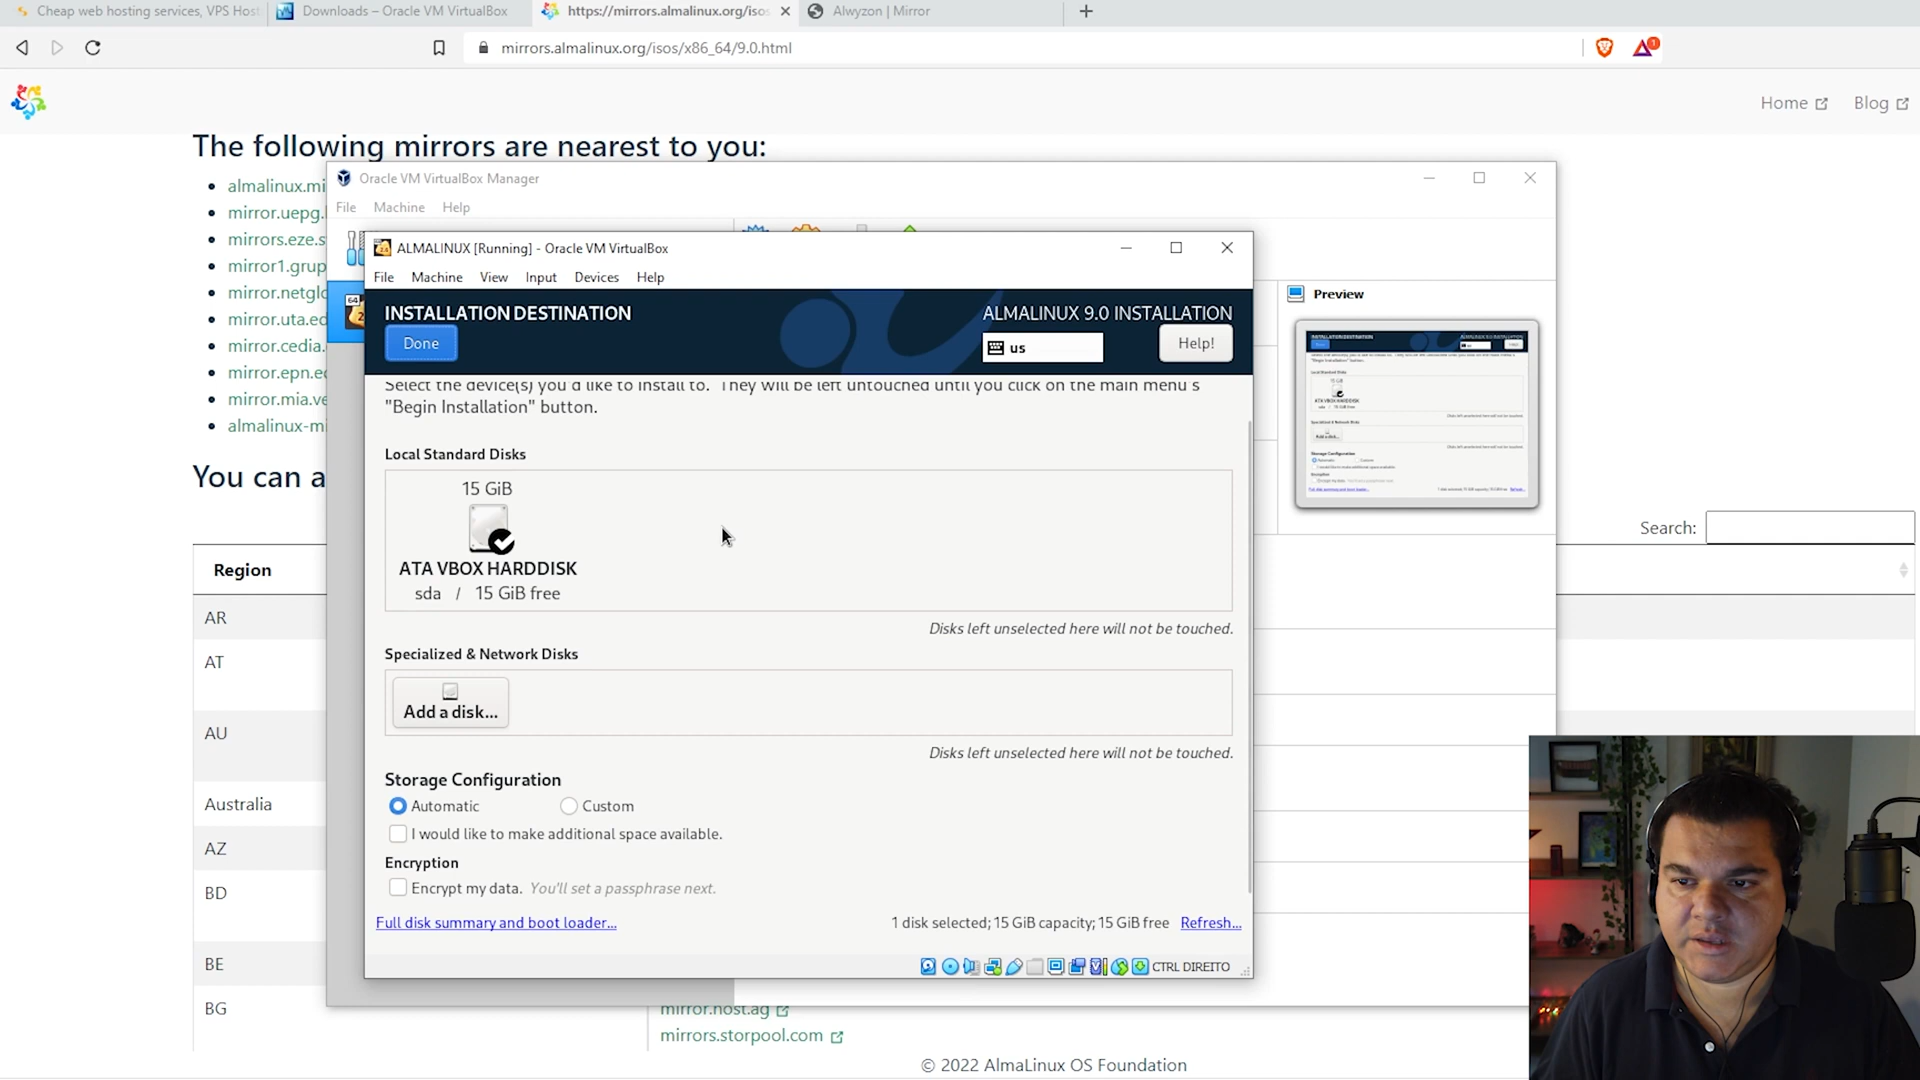 Cheap web hosting services, VPS Host
Downloads – Oracle VM VirtualBox
https://mirrors.almalinux.org/isos
Alwyzon | Mirror
mirrors.almalinux.org/isos/x86_64/9.0.html
1
Home
Blog
The following mirrors are nearest to you:
almalinux.mi
mirror.uepg.
mirrors.eze.s
mirror1.grup
mirror.netglo
mirror.uta.ed
mirror.cedia.
mirror.epn.ec
mirror.mia.ve
almalinux-mi
You can a
Search:
Region
AR
AT
AU
Australia
AZ
BD
BE
BG
mirror.host.ag
mirrors.storpool.com
© 2022 AlmaLinux OS Foundation
Oracle VM VirtualBox Manager
File Machine Help
64
Preview
ALMALINUX [Running] - Oracle VM VirtualBox
File Machine View Input Devices Help
INSTALLATION DESTINATION
ALMALINUX 9.0 INSTALLATION
Done
us
Help!
Select the device(s) you'd like to install to. They will be left untouched until you click on the main menu's
"Begin Installation" button.
Local Standard Disks
15 GiB
ATA VBOX HARDDISK
sda / 15 GiB free
Disks left unselected here will not be touched.
Specialized & Network Disks
Add a disk...
Disks left unselected here will not be touched.
Storage Configuration
Automatic
Custom
I would like to make additional space available.
Encryption
Encrypt my data. You'll set a passphrase next.
Full disk summary and boot loader...
1 disk selected; 15 GiB capacity; 15 GiB free Refresh...
CTRL DIREITO